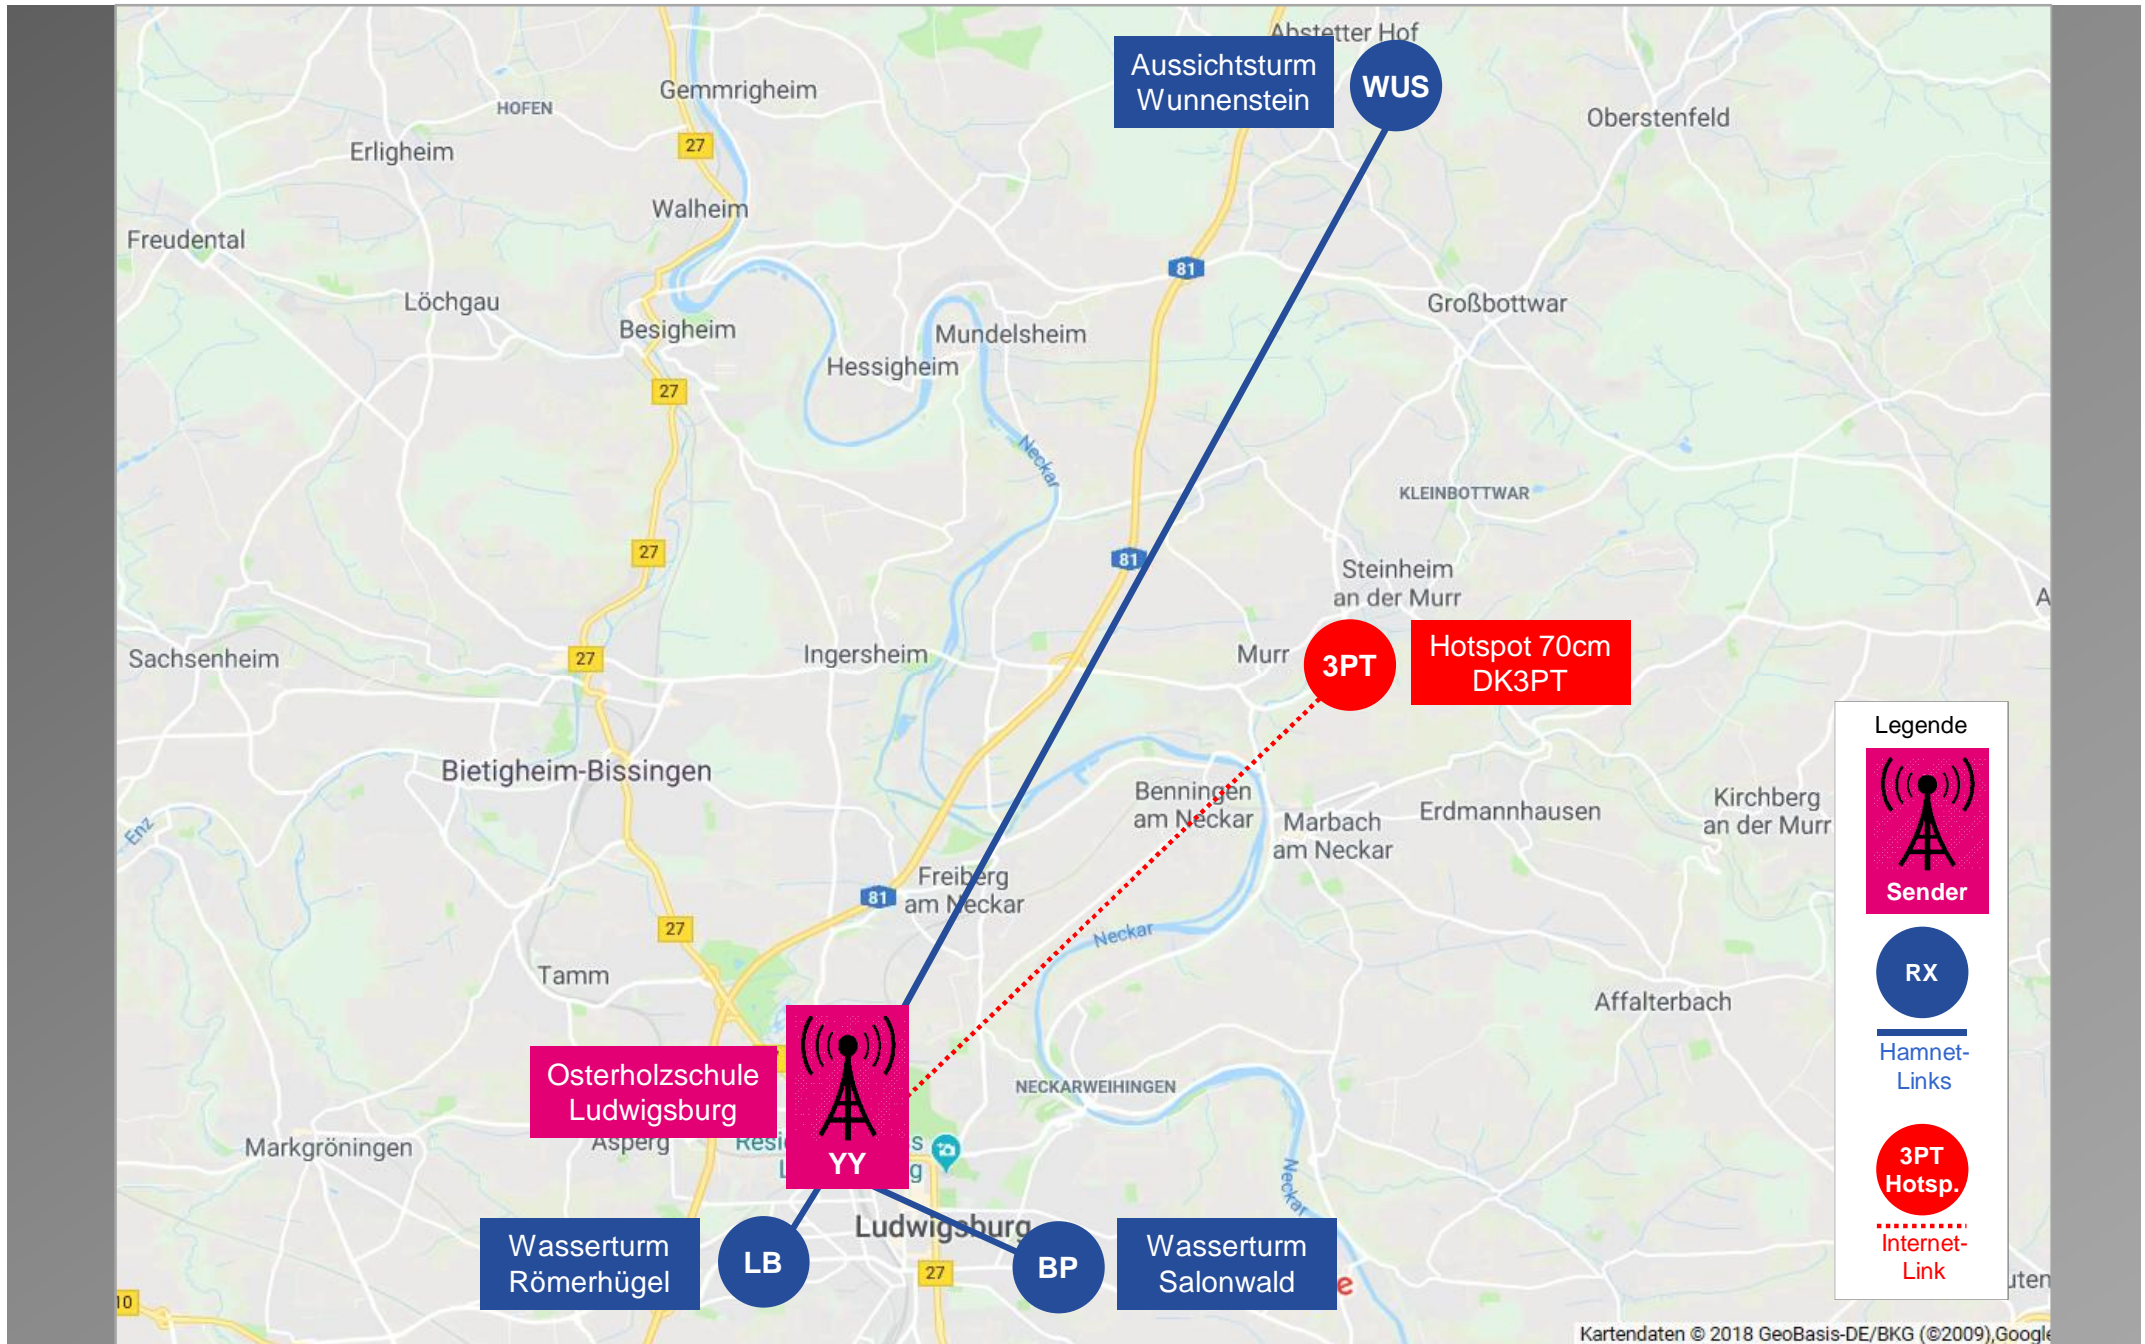 Abstetter Hof
Aussichtsturm
Wunnenstein
WUS
Gemmrigheim
HOFEN
Oberstenfeld
27
Erligheim
Walheim
Freudental
81
Löchgau
Großbottwar
Besigheim
Mundelsheim
Hessigheim
27
Neckar
KLEINBOTTWAR
27
81
Steinheim
an der Murr
A
Sachsenheim
27
Ingersheim
Murr
3PT
Hotspot 70cm
DK3PT
Legende
Sender
RX
Hamnet-
Links
3PT
Hotsp.
Internet-
Link
Bietigheim-Bissingen
Benningen
am Neckar
Marbach
am Neckar
Erdmannhausen
Kirchberg
an der Murr
Enz
Freiberg
am Neckar
81
27
Neckar
Tamm
Affalterbach
Osterholzschule
Ludwigsburg
YY
NECKARWEIHINGEN
Markgröningen
Asperg
Resi
s
L
g
Neckar
Ludwigsburg
Wasserturm
Römerhügel
LB
BP
Wasserturm
Salonwald
27
e
uten
10
Kartendaten © 2018 GeoBasis-DE/BKG (©2009),Google